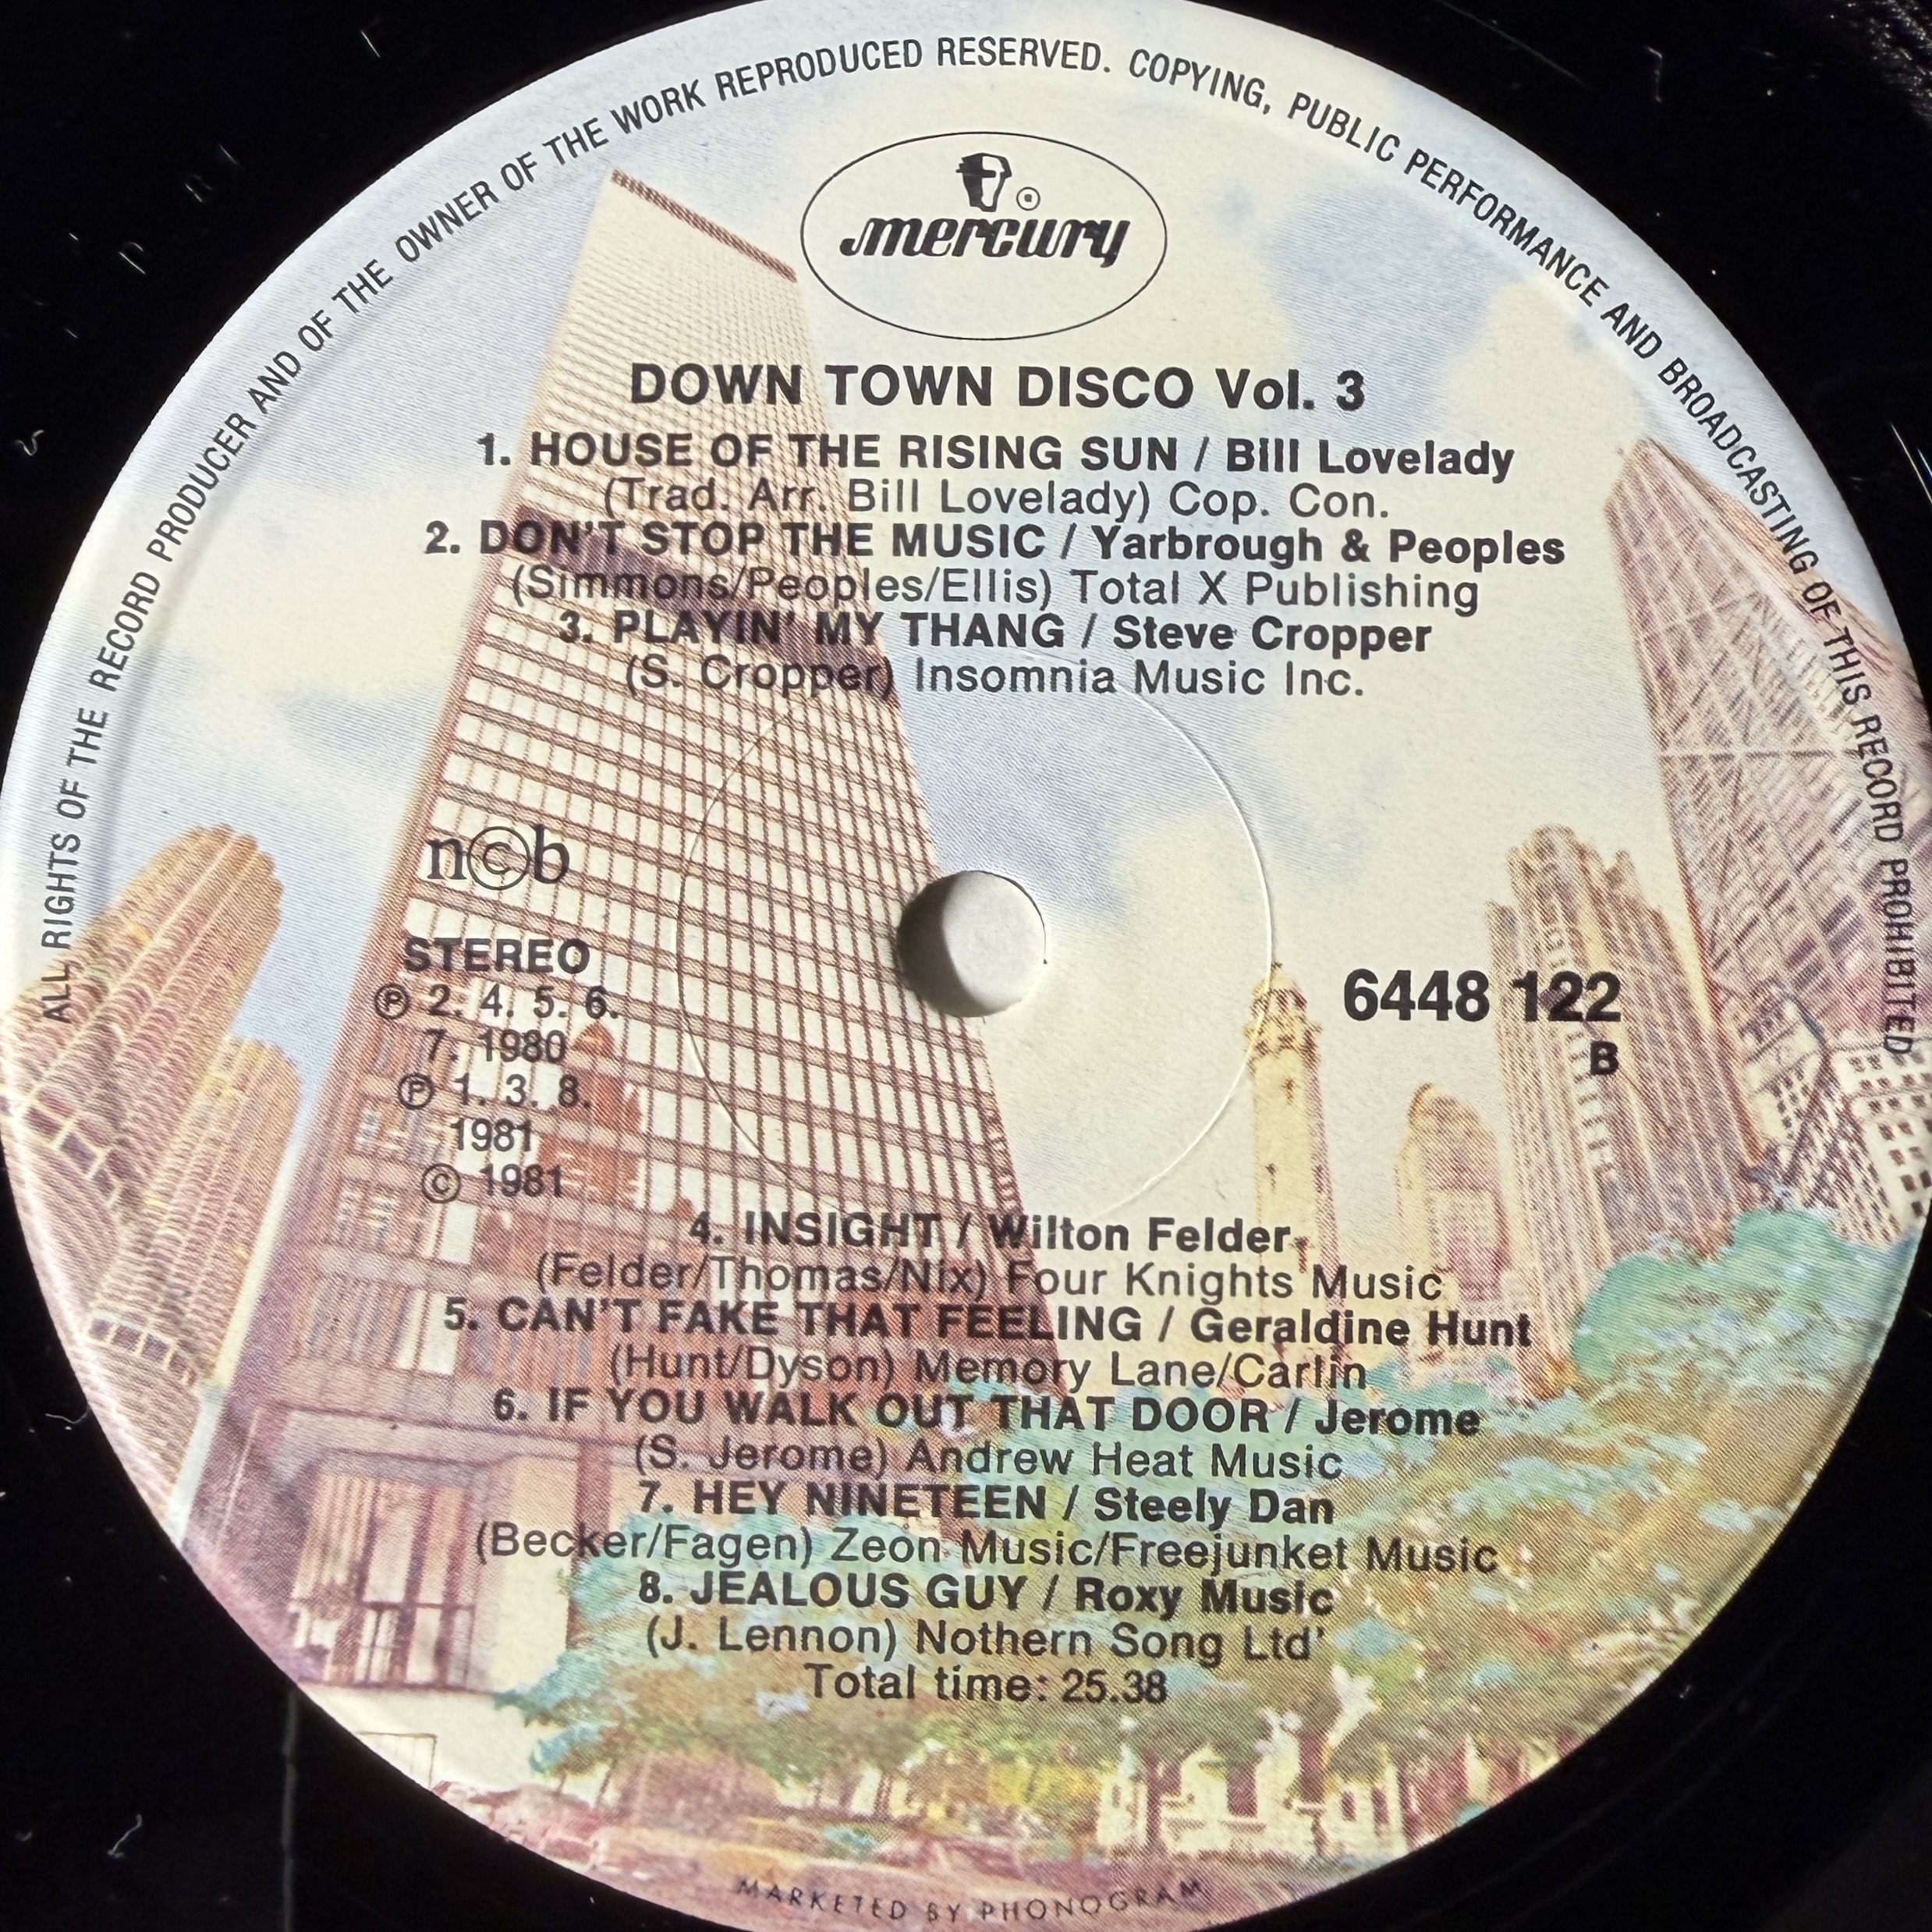 ALL RIGHTS OF THE RECORD PRODUCER AND OF THE OWNER OF THE WORK REPRODUCED RESERVED. COPYING, PUBLIC PERFORMANCE AND BROADCASTING OF THIS RECORD PROHIBITED
mercury
DOWN TOWN DISCO Vol. 3
1. HOUSE OF THE RISING SUN / Bill Lovelady
(Trad. Arr. Bill Lovelady) Cop. Con.
2. DON'T STOP THE MUSIC / Yarbrough & Peoples
(Simmons/Peoples/Ellis) Total X Publishing
3. PLAYIN' MY THANG / Steve Cropper
(S. Cropper) Insomnia Music Inc.
n©b
STEREO
℗ 2. 4. 5. 6.
7. 1980
℗ 1. 3. 8.
1981
© 1981
6448 122
B
4. INSIGHT / Wilton Felder
(Felder/Thomas/Nix) Four Knights Music
5. CAN'T FAKE THAT FEELING / Geraldine Hunt
(Hunt/Dyson) Memory Lane/Carlin
6. IF YOU WALK OUT THAT DOOR / Jerome
(S. Jerome) Andrew Heat Music
7. HEY NINETEEN / Steely Dan
(Becker/Fagen) Zeon Music/Freejunket Music
8. JEALOUS GUY / Roxy Music
(J. Lennon) Nothern Song Ltd'
Total time: 25.38
MARKETED BY PHONOGRAM